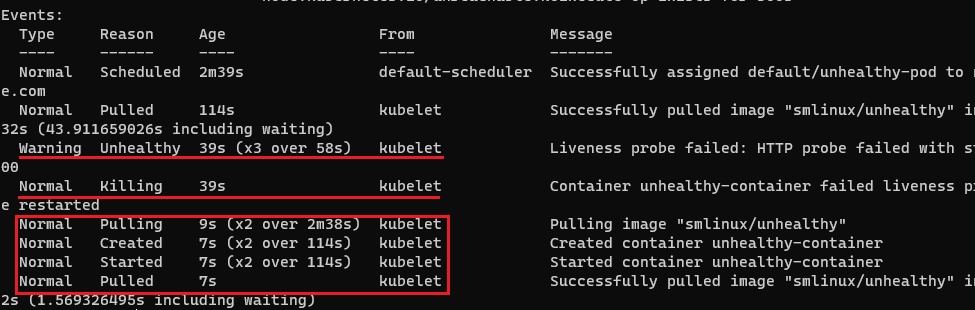 Events:
Type Reason Age From Message
---- ------ ---- ---- -------
Normal Scheduled 2m39s default-scheduler Successfully assigned default/unhealthy-pod to
e.com
Normal Pulled 114s kubelet Successfully pulled image "smlinux/unhealthy"
32s (43.911659026s including waiting)
Warning Unhealthy 39s (x3 over 58s) kubelet Liveness probe failed: HTTP probe failed with
00
Normal Killing 39s kubelet Container unhealthy-container failed liveness
e restarted
Normal Pulling 9s (x2 over 2m38s) kubelet Pulling image "smlinux/unhealthy"
Normal Created 7s (x2 over 114s) kubelet Created container unhealthy-container
Normal Started 7s (x2 over 114s) kubelet Started container unhealthy-container
Normal Pulled 7s kubelet Successfully pulled image "smlinux/unhealthy"
2s (1.569326495s including waiting)